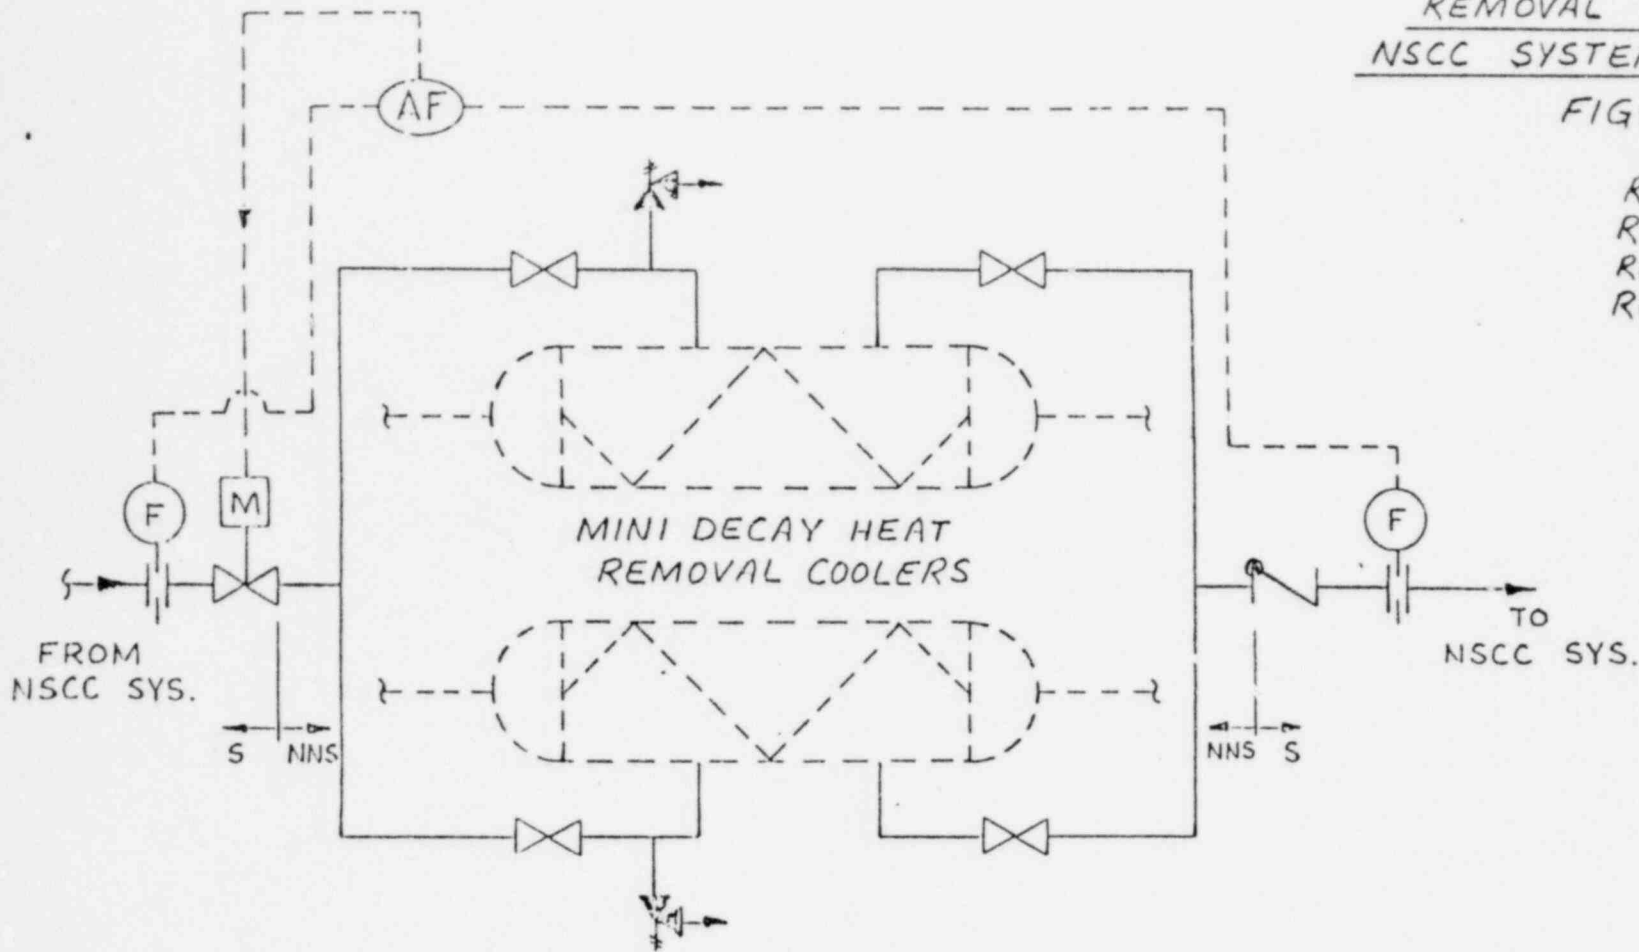 REMOVAL
NSCC SYSTEM
FIG
R
R
R
R
AF
F
M
F
MINI DECAY HEAT
REMOVAL COOLERS
FROM
NSCC SYS.
TO
NSCC SYS.
S
NNS
NNS
S